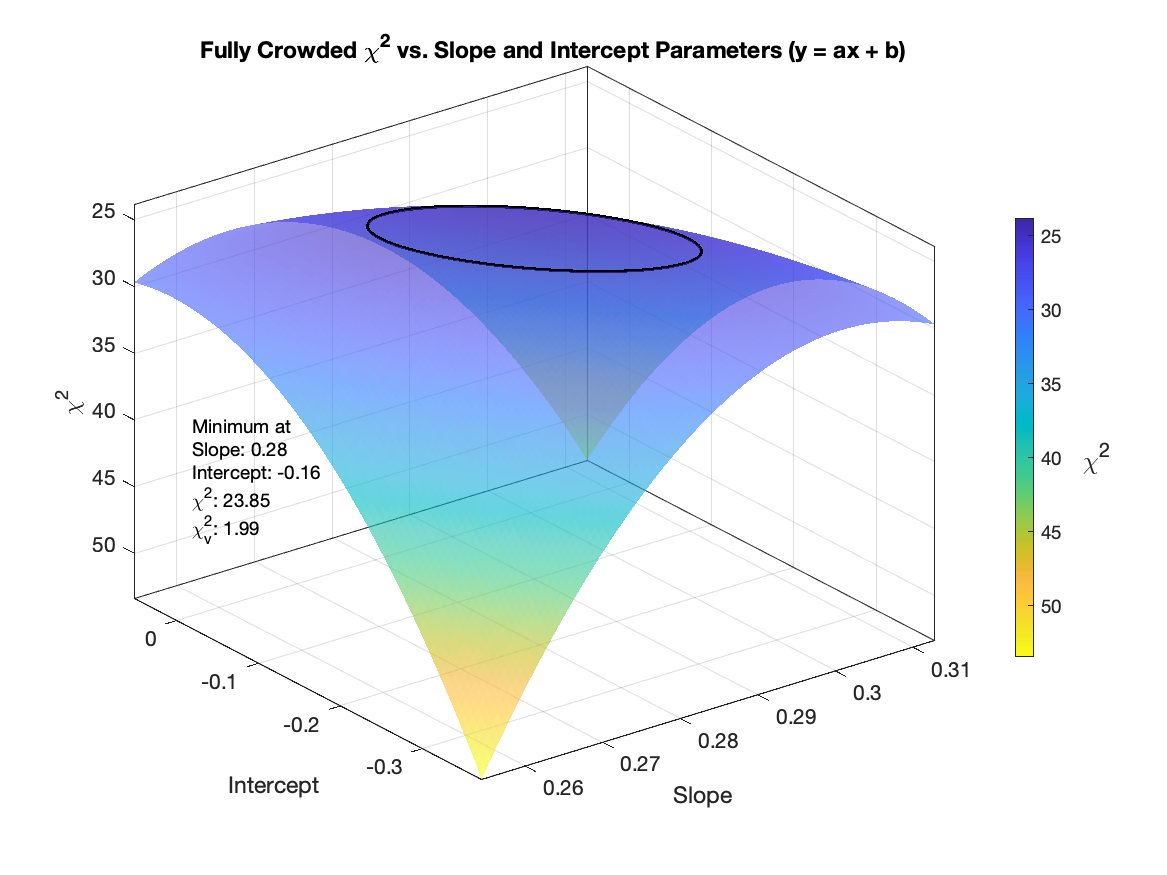 Fully Crowded χ² vs. Slope and Intercept Parameters (y = ax + b)
25
30
35
40
45
50
χ²
Minimum at
Slope: 0.28
Intercept: -0.16
χ²: 23.85
χ²ᵥ: 1.99
0
-0.1
-0.2
-0.3
Intercept
0.26
0.27
0.28
0.29
0.3
0.31
Slope
25
30
35
40
45
50
χ²